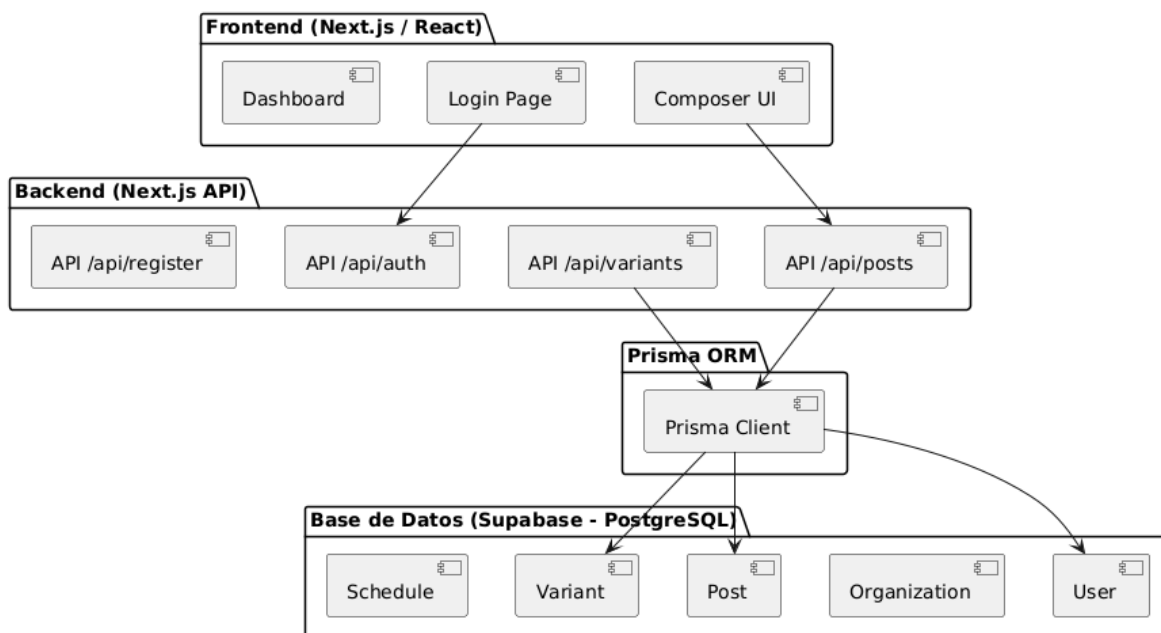 Frontend (Next.js / React)
Dashboard
Login Page
Composer UI
Backend (Next.js API)
API /api/register
API /api/auth
API /api/variants
API /api/posts
Prisma ORM
Prisma Client
Base de Datos (Supabase - PostgreSQL)
Schedule
Variant
Post
Organization
User